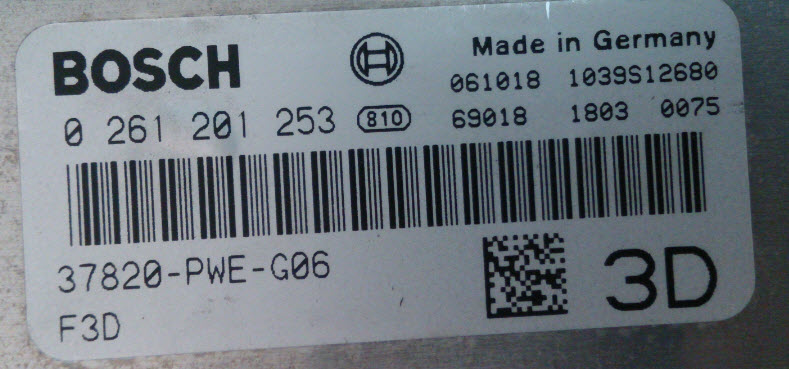 BOSCH
Made in Germany
061018 1039S12680
0 261 201 253 810 69018 1803 0075
37820-PWE-G06
3D
F3D